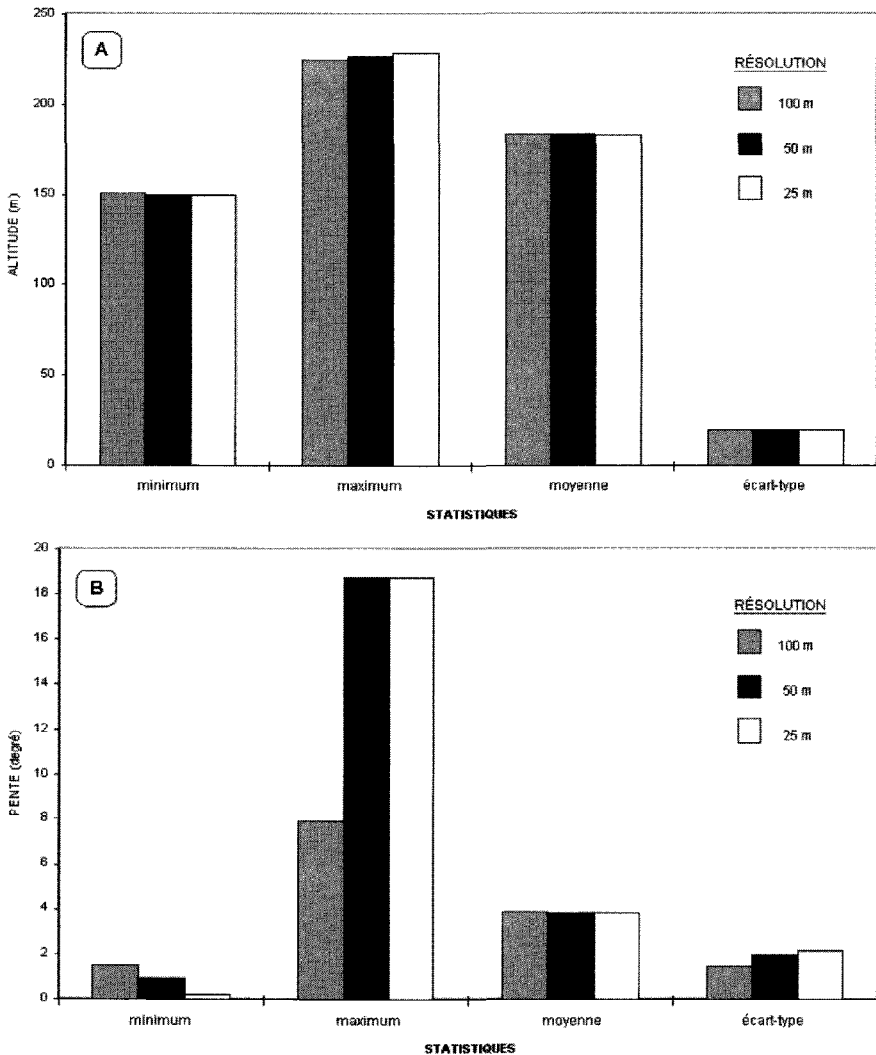 A
250
200
150
100
50
0
ALTITUDE (m)
RÉSOLUTION
100 m
50 m
25 m
minimum maximum moyenne écart-type
STATISTIQUES
B
20
18
16
14
12
10
8
6
4
2
0
PENTE (degré)
RÉSOLUTION
100 m
50 m
25 m
minimum maximum moyenne écart-type
STATISTIQUES